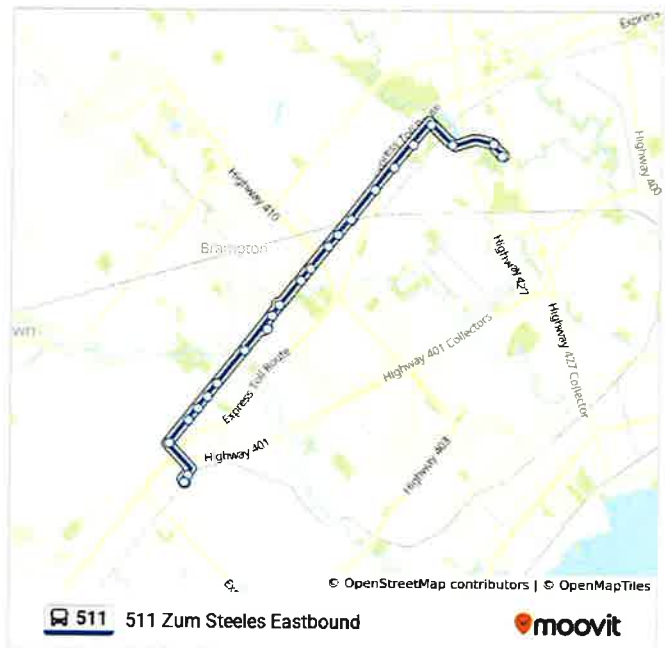 Express
Highway 400
Highway 410
Brampton
Highway 427
wn
Highway 401 Collectors
Highway 427 Collector
Express Toll Route
Highway 401
Highway 403
© OpenStreetMap contributors | © OpenMapTiles
511 511 Zum Steeles Eastbound
moovit